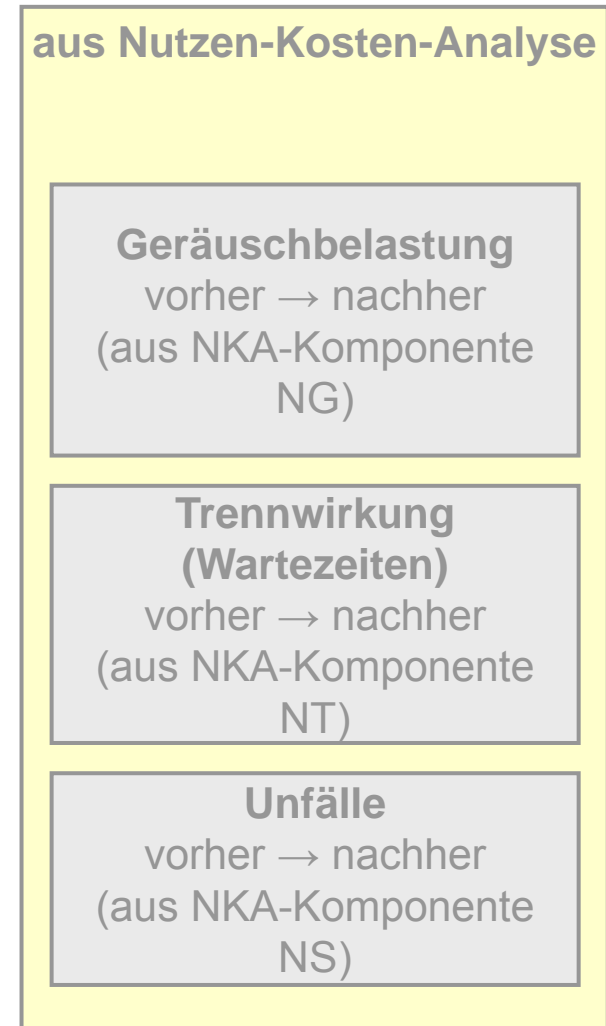 aus Nutzen-Kosten-Analyse
Geräuschbelastung
vorher → nachher
(aus NKA-Komponente
NG)
Trennwirkung
(Wartezeiten)
vorher → nachher
(aus NKA-Komponente
NT)
Unfälle
vorher → nachher
(aus NKA-Komponente
NS)